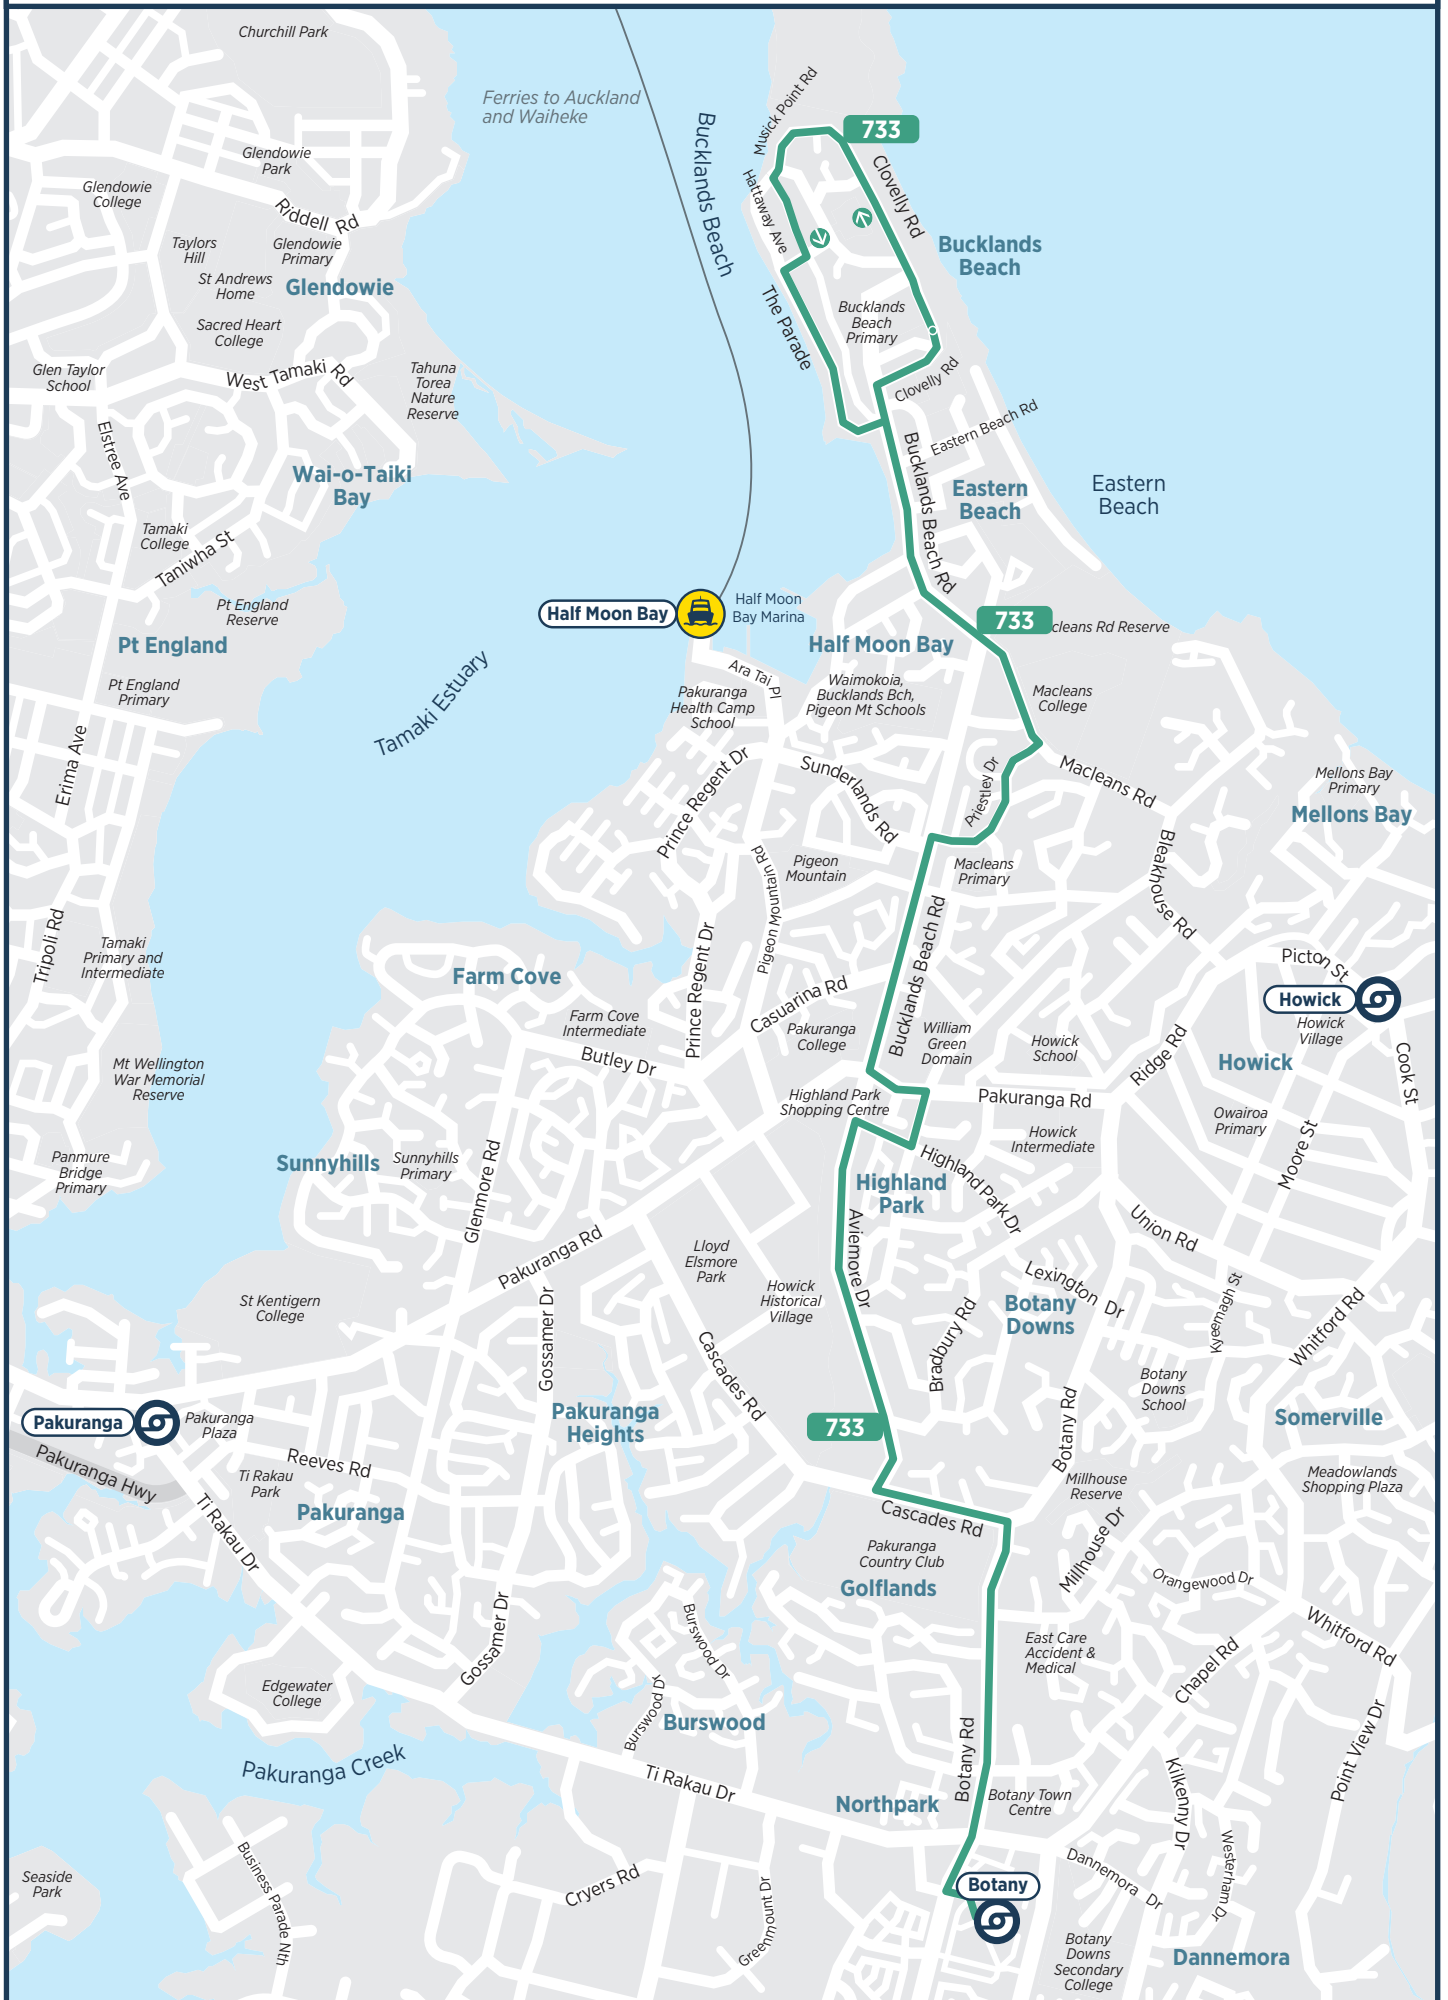 Churchill Park
Ferries to Auckland
and Waiheke
Bucklands Beach
Musick Point Rd
733
Glendowie
Park
Glendowie
College
Riddell Rd
Hattaway Ave
Clovelly Rd
Taylors
Hill
Glendowie
Primary
St Andrews
Home
Glendowie
Bucklands
Beach
Sacred Heart
College
The Parade
Bucklands
Beach
Primary
Glen Taylor
School
West Tamaki Rd
Tahuna
Torea
Nature
Reserve
Clovelly Rd
Eastern Beach Rd
Elstree Ave
Wai-o-Taiki
Bay
Bucklands Beach Rd
Eastern
Beach
Eastern
Beach
Tamaki
College
Taniwha St
Pt England
Reserve
Half Moon Bay
Half Moon
Bay Marina
733
cleans Rd Reserve
Pt England
Half Moon Bay
Tamaki Estuary
Ara Tai Pl
Pt England
Primary
Pakuranga
Health Camp
School
Waimokoia,
Bucklands Bch,
Pigeon Mt Schools
Macleans
College
Erima Ave
Prince Regent Dr
Sunderlands Rd
Priestley Dr
Macleans Rd
Mellons Bay
Primary
Mellons Bay
Pigeon Mountain Rd
Pigeon
Mountain
Macleans
Primary
Bleakhouse Rd
Tripoli Rd
Tamaki
Primary and
Intermediate
Prince Regent Dr
Bucklands Beach Rd
Farm Cove
Picton St
Howick
Howick
Village
Farm Cove
Intermediate
Casuarina Rd
Pakuranga
College
William
Green
Domain
Howick
School
Ridge Rd
Howick
Cook St
Mt Wellington
War Memorial
Reserve
Butley Dr
Highland Park
Shopping Centre
Pakuranga Rd
Owairoa
Primary
Howick
Intermediate
Moore St
Panmure
Bridge
Primary
Sunnyhills
Sunnyhills
Primary
Glenmore Rd
Highland Park Dr
Highland
Park
Union Rd
Pakuranga Rd
Lloyd
Elsmore
Park
Aviemore Dr
Howick
Historical
Village
Lexington Dr
Botany
Downs
Kyeemagh St
Whitford Rd
St Kentigern
College
Gossamer Dr
Cascades Rd
Bradbury Rd
Botany
Downs
School
Pakuranga
Pakuranga
Plaza
Pakuranga
Heights
733
Botany Rd
Somerville
Pakuranga Hwy
Reeves Rd
Ti Rakau
Park
Pakuranga
Ti Rakau Dr
Millhouse
Reserve
Meadowlands
Shopping Plaza
Cascades Rd
Millhouse Dr
Pakuranga
Country Club
Golflands
Orangewood Dr
Gossamer Dr
Burswood Dr
East Care
Accident &
Medical
Whitford Rd
Chapel Rd
Edgewater
College
Burswood Dr
Burswood
Point View Dr
Pakuranga Creek
Ti Rakau Dr
Botany Rd
Kilkenny Dr
Northpark
Botany Town
Centre
Seaside
Park
Business Parade Nth
Cryers Rd
Greenmount Dr
Botany
Dannemora Dr
Westerham Dr
Botany
Downs
Secondary
College
Dannemora